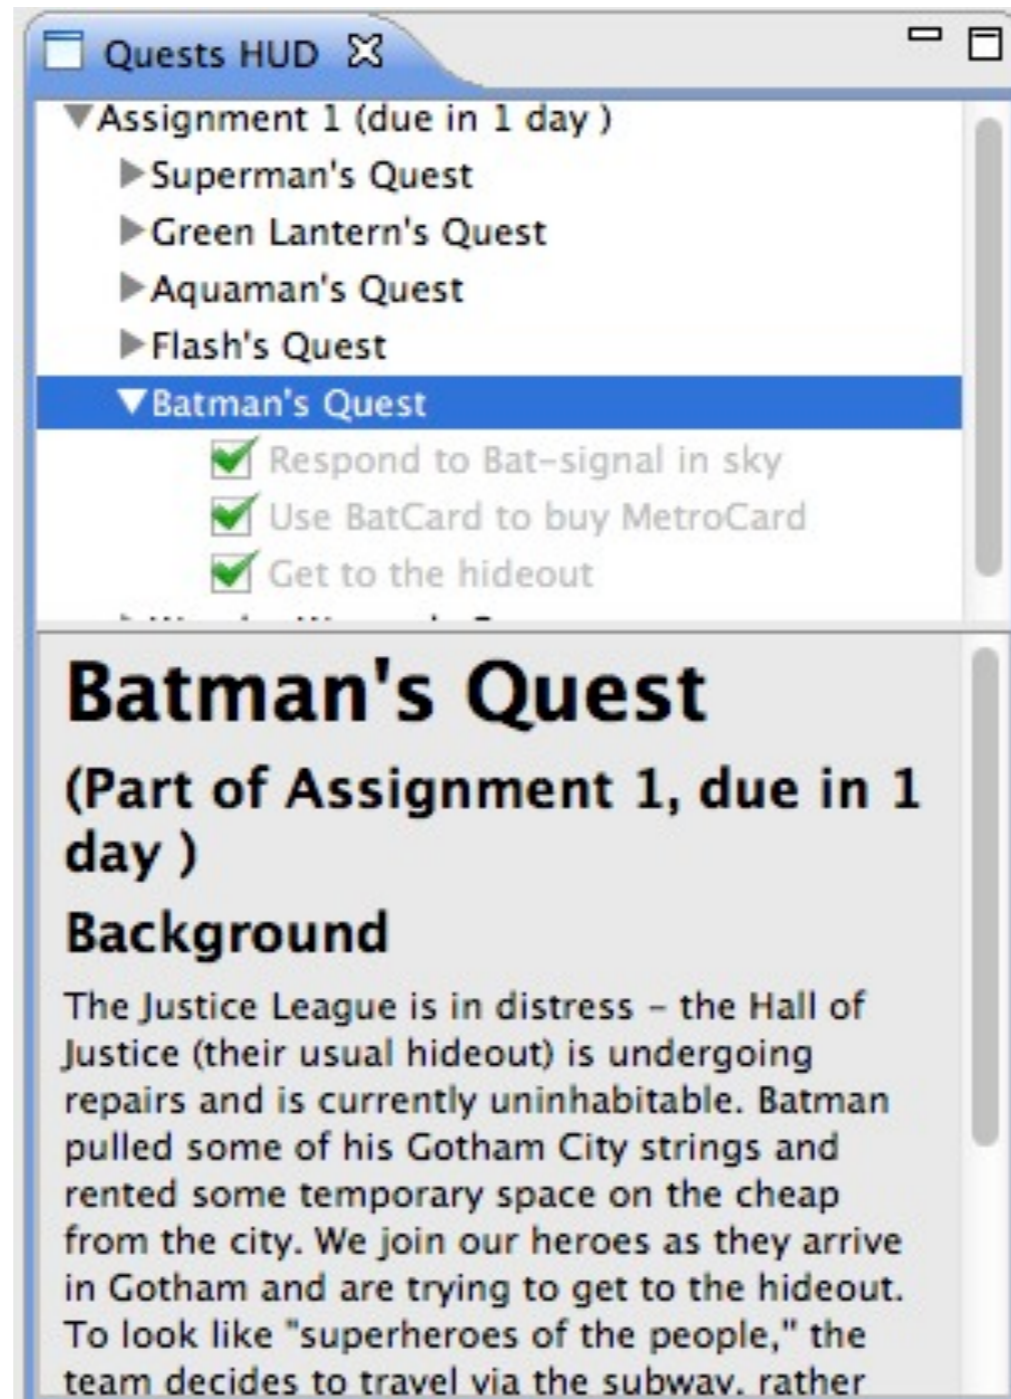 Quests HUD
Assignment 1 (due in 1 day )
Superman's Quest
Green Lantern's Quest
Aquaman's Quest
Flash's Quest
Batman's Quest
Respond to Bat-signal in sky
Use BatCard to buy MetroCard
Get to the hideout
Batman's Quest
(Part of Assignment 1, due in 1
day )
Background
The Justice League is in distress – the Hall of
Justice (their usual hideout) is undergoing
repairs and is currently uninhabitable. Batman
pulled some of his Gotham City strings and
rented some temporary space on the cheap
from the city. We join our heroes as they arrive
in Gotham and are trying to get to the hideout.
To look like "superheroes of the people," the
team decides to travel via the subway, rather